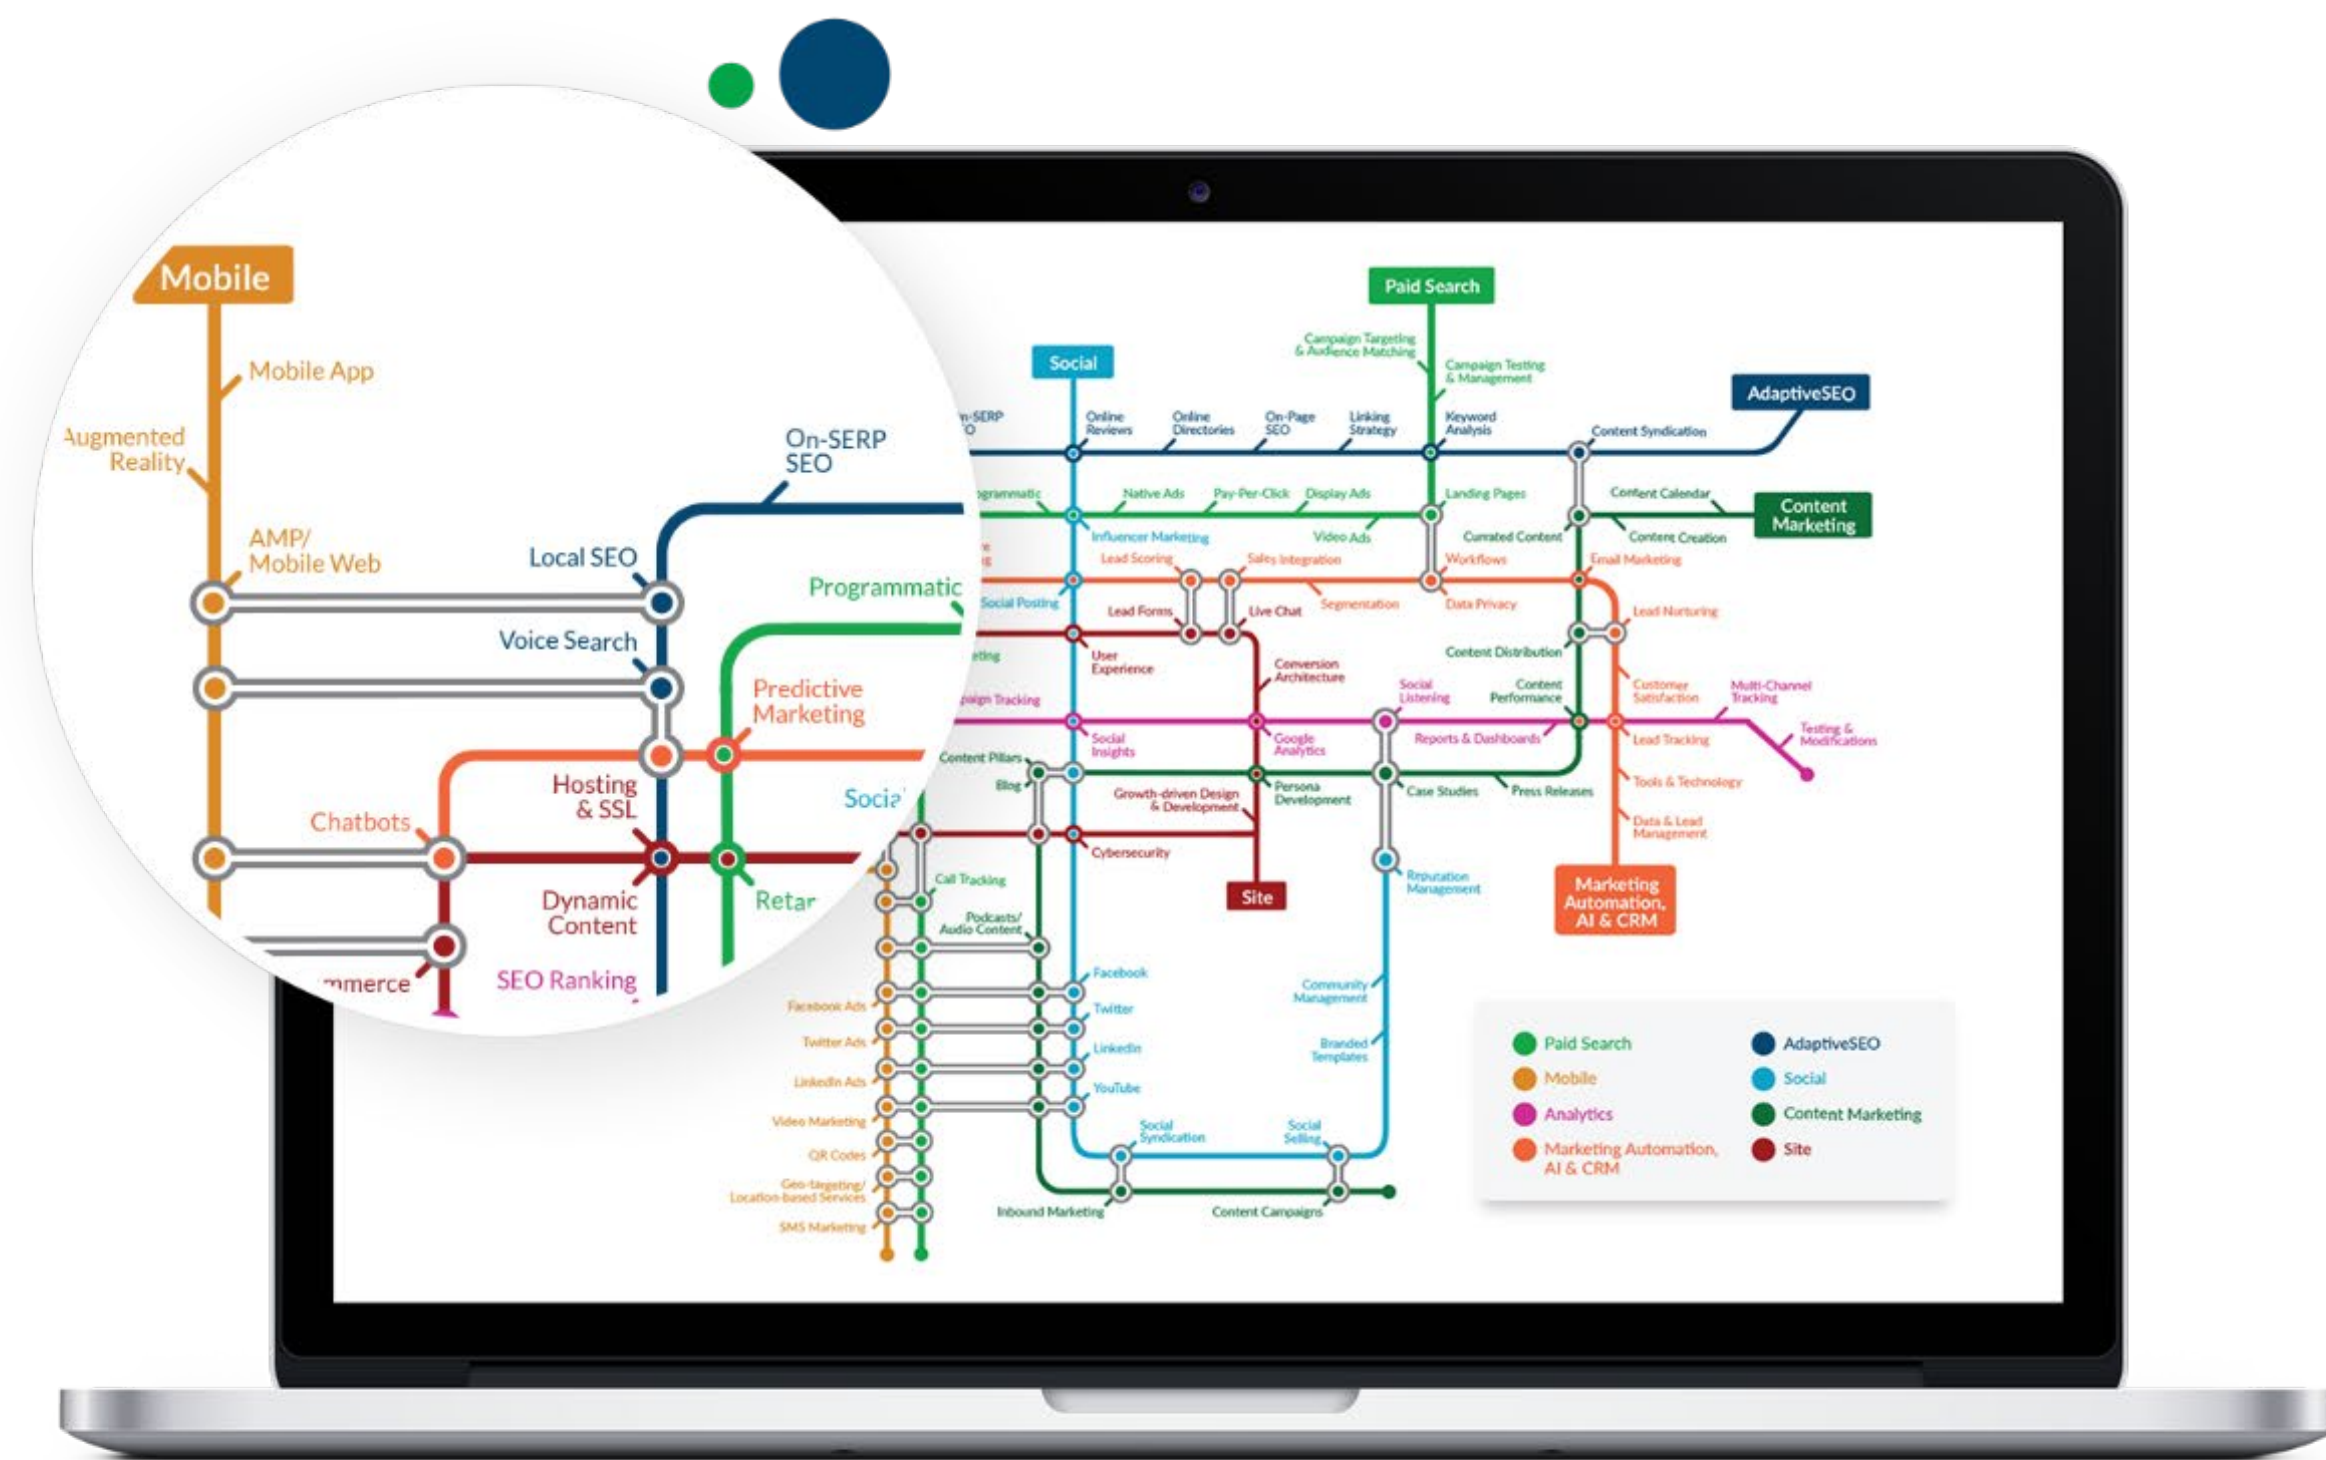 Mobile
Mobile App
Augmented
Reality
AMP/
Mobile Web
Local SEO
Voice Search
On-SERP
SEO
Programmatic
Predictive
Marketing
Hosting
& SSL
Chatbots
Dynamic
Content
SEO Ranking
Social
Paid Search
Campaign Targeting
& Audience Matching
Campaign Testing
& Management
Social
AdaptiveSEO
Online
Reviews
Online
Directories
On-Page
SEO
Linking
Strategy
Keyword
Analysis
Content Syndication
Native Ads
Pay-Per-Click
Display Ads
Landing Pages
Content Calendar
Content
Marketing
Influencer Marketing
Video Ads
Currated Content
Content Creation
Lead Scoring
Sales Integration
Workflows
Email Marketing
Social Posting
Lead Forms
Live Chat
Segmentation
Data Privacy
Lead Nurturing
User
Experience
Conversion
Architecture
Content Distribution
Social
Listening
Content
Performance
Customer
Satisfaction
Multi-Channel
Tracking
Tracking
Social
Insights
Google
Analytics
Reports & Dashboards
Lead Tracking
Testing &
Modifications
Content Pillars
Blog
Growth-driven Design
& Development
Persona
Development
Case Studies
Press Releases
Tools & Technology
Data & Lead
Management
Cybersecurity
Call Tracking
Site
Reputation
Management
Marketing
Automation,
AI & CRM
Podcasts/
Audio Content
Facebook
Twitter
LinkedIn
YouTube
Community
Management
Branded
Templates
Facebook Ads
Twitter Ads
LinkedIn Ads
Video Marketing
QR Codes
Geo-targeting/
Location-based Services
SMS Marketing
Social
Syndication
Social
Selling
Inbound Marketing
Content Campaigns
Paid Search
Mobile
Analytics
Marketing Automation,
AI & CRM
AdaptiveSEO
Social
Content Marketing
Site